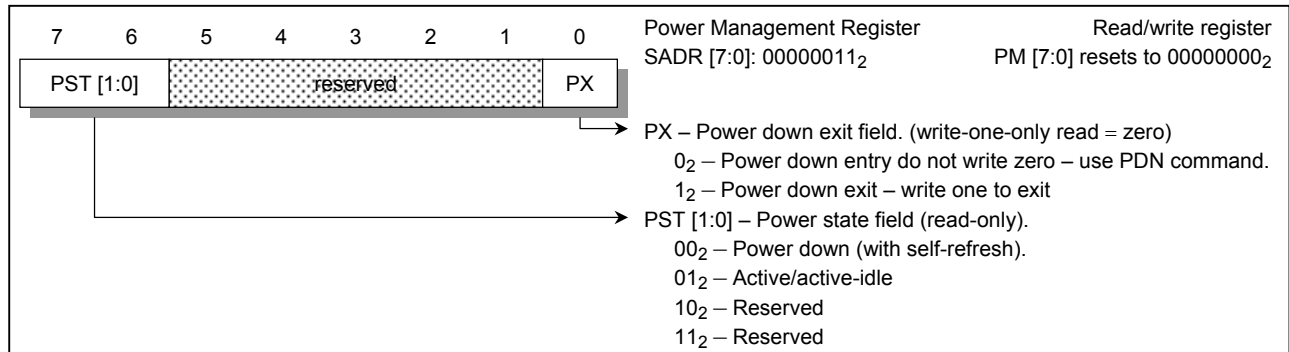 7 6 5 4 3 2 1 0
PST [1:0] reserved PX
Power Management Register Read/write register
SADR [7:0]: 00000011₂ PM [7:0] resets to 00000000₂
PX – Power down exit field. (write-one-only read = zero)
0₂ – Power down entry do not write zero – use PDN command.
1₂ – Power down exit – write one to exit
PST [1:0] – Power state field (read-only).
00₂ – Power down (with self-refresh).
01₂ – Active/active-idle
10₂ – Reserved
11₂ – Reserved